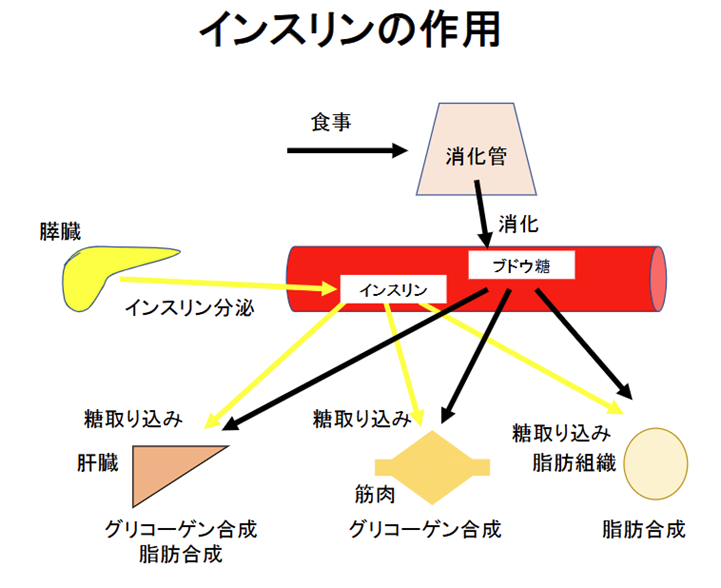 インスリンの作用
食事
消化管
消化
膵臓
ブドウ糖
インスリン
インスリン分泌
糖取り込み
肝臓
グリコーゲン合成
脂肪合成
糖取り込み
筋肉
グリコーゲン合成
糖取り込み
脂肪組織
脂肪合成